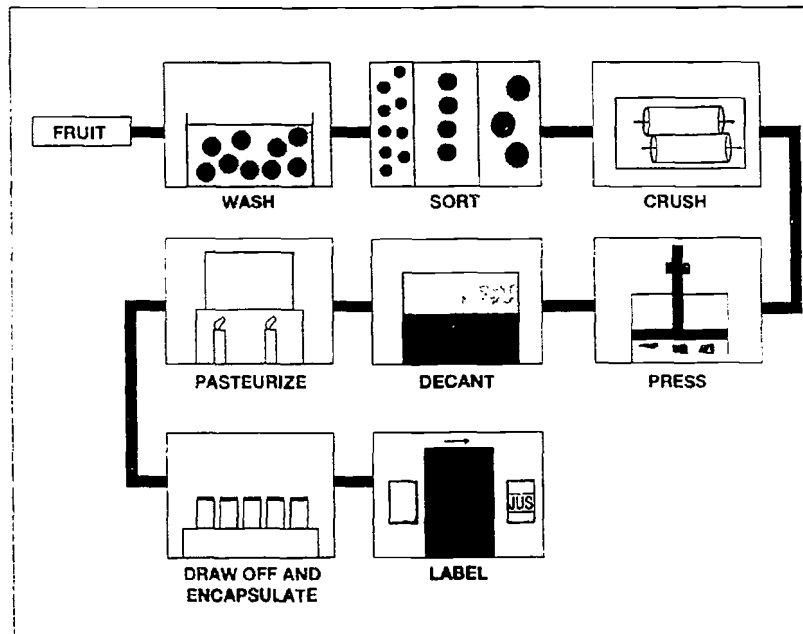 FRUIT
WASH
SORT
CRUSH
PRESS
DECANT
PASTEURIZE
DRAW OFF AND
ENCAPSULATE
LABEL
JUS